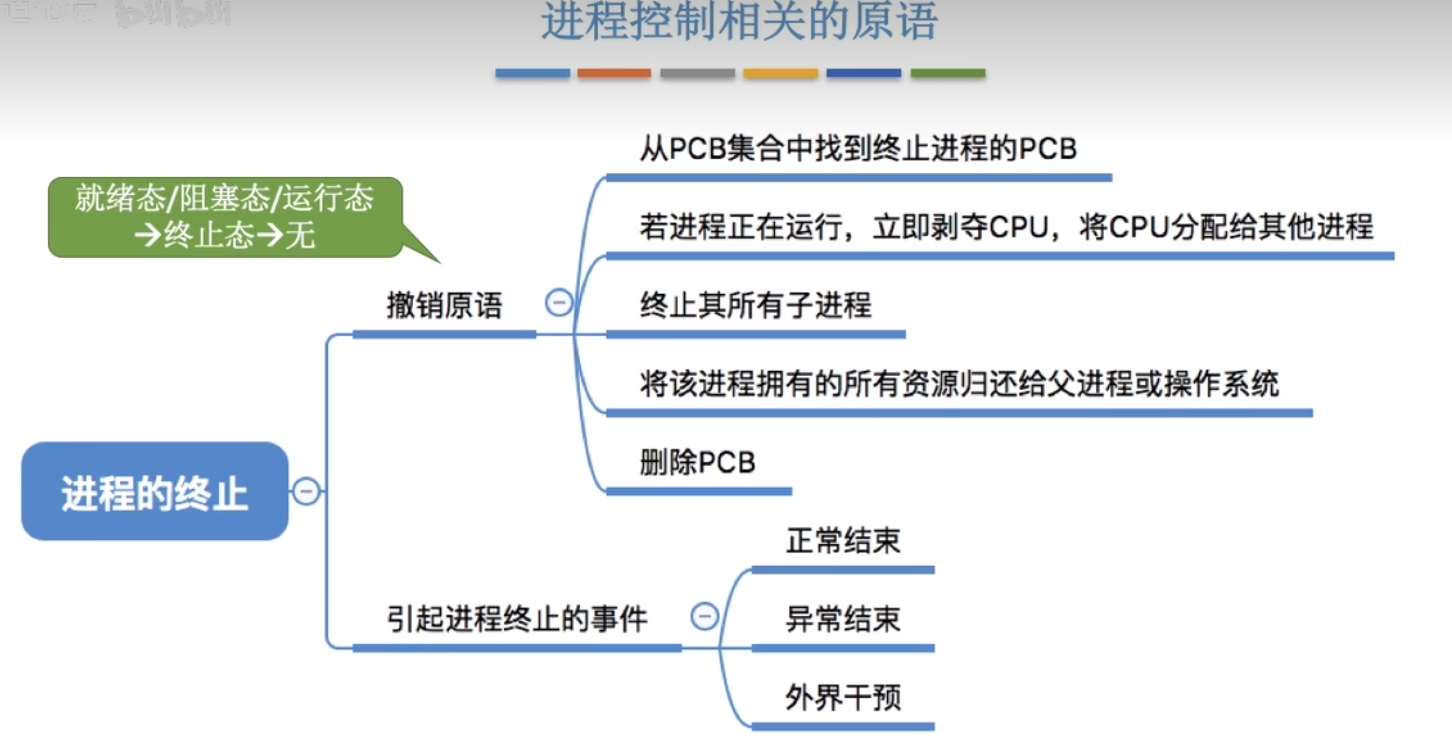 进程控制相关的原语
从PCB集合中找到终止进程的PCB
就绪态/阻塞态/运行态
→终止态→无
若进程正在运行，立即剥夺CPU，将CPU分配给其他进程
撤销原语
终止其所有子进程
将该进程拥有的所有资源归还给父进程或操作系统
删除PCB
进程的终止
正常结束
引起进程终止的事件
异常结束
外界干预